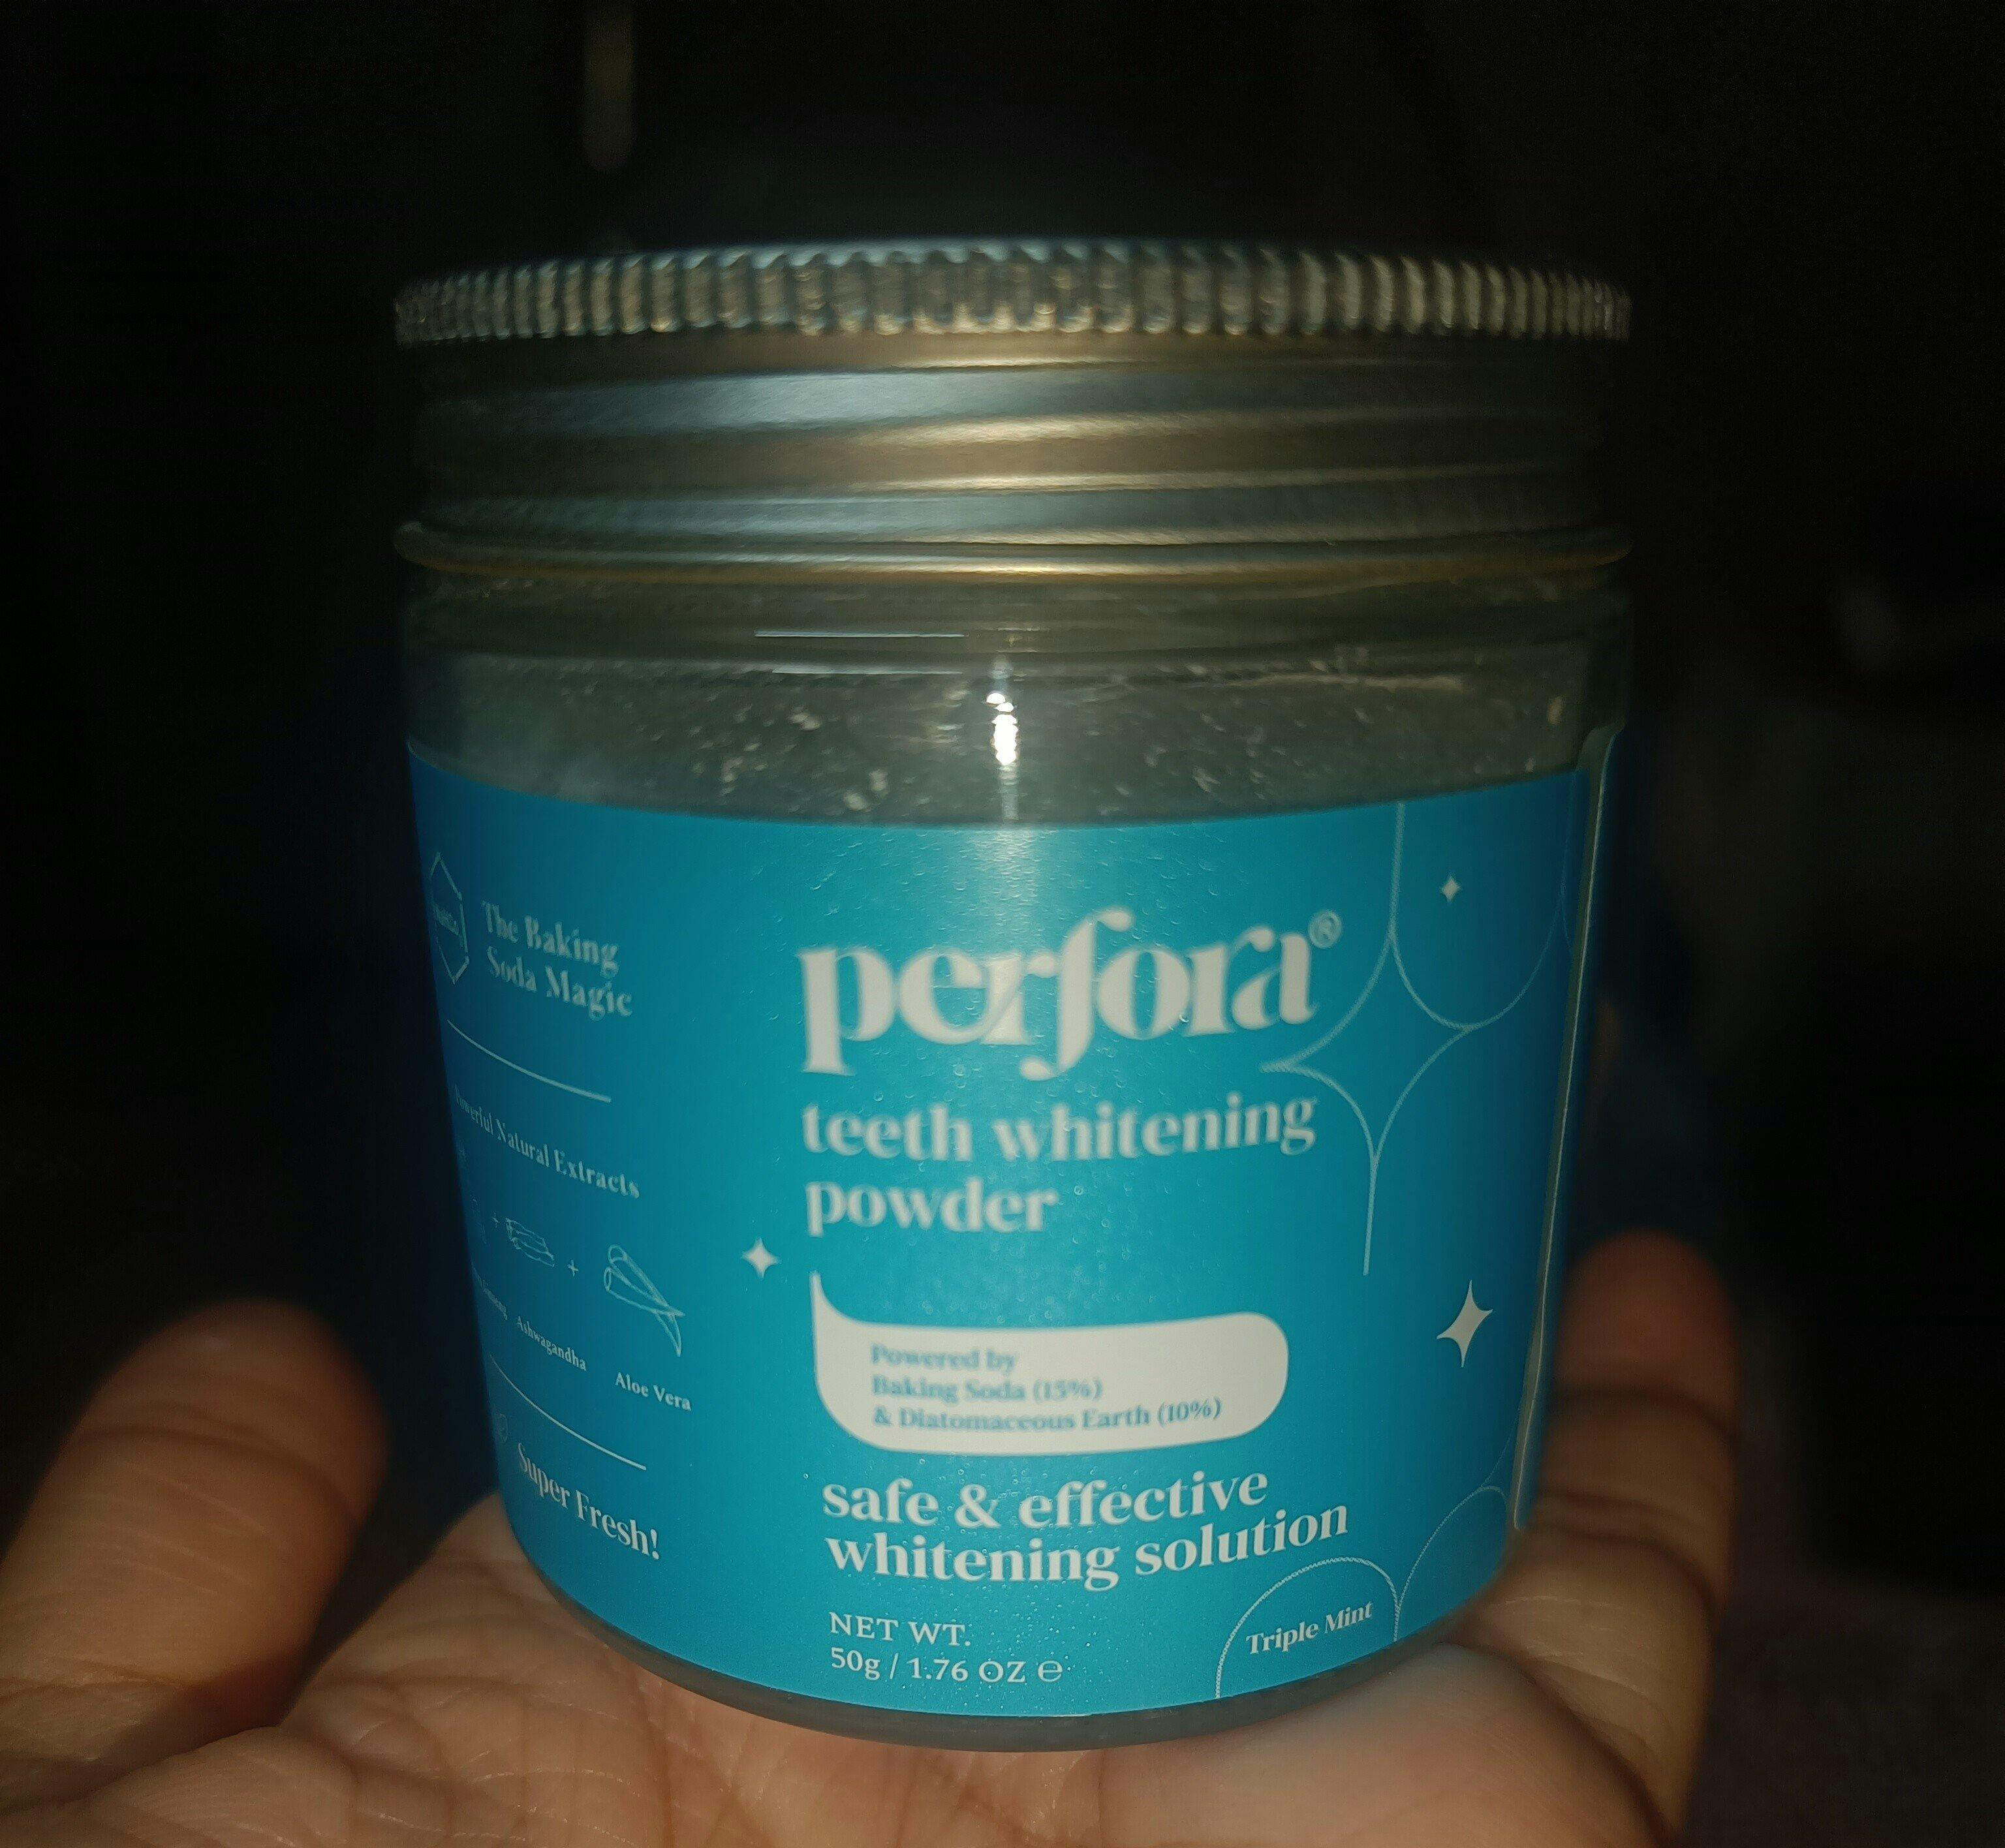 perfora®
teeth whitening
powder
Powered by
Baking Soda (15%)
& Diatomaceous Earth (10%)
safe & effective
whitening solution
NET WT.
50g / 1.76 OZ ℮
Triple Mint
The Baking
Soda Magic
Powerful Natural Extracts
+ +
Ashwagandha Aloe Vera
Super Fresh!